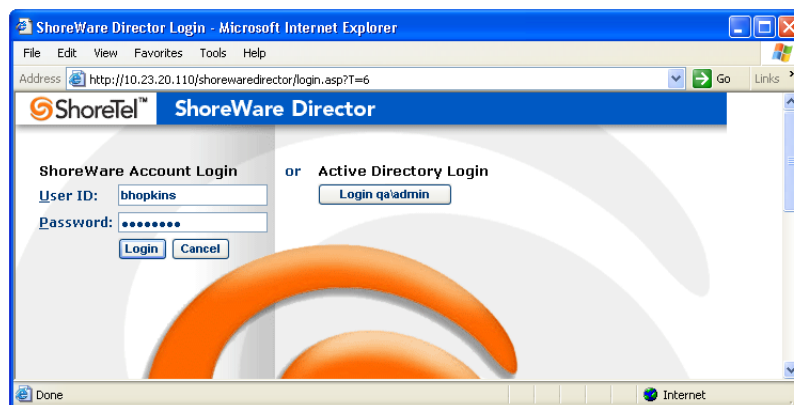 ShoreWare Director Login - Microsoft Internet Explorer
File Edit View Favorites Tools Help
Address http://10.23.20.110/shorewaredirector/login.asp?T=6 Go Links
ShoreTel™ ShoreWare Director
ShoreWare Account Login or Active Directory Login
User ID: bhopkins Login qa\admin
Password: ••••••••
Login Cancel
Done Internet